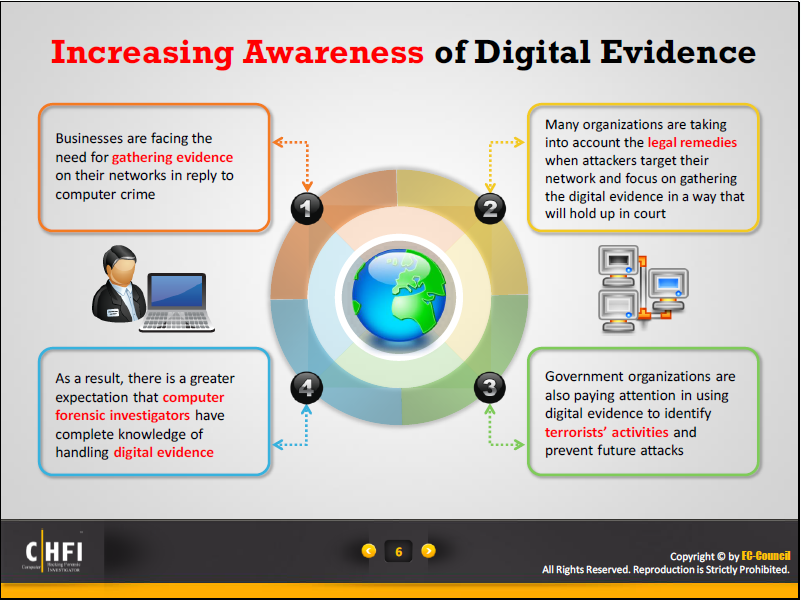 Increasing Awareness of Digital Evidence
Businesses are facing the
need for gathering evidence
on their networks in reply to
computer crime
1
Many organizations are taking
into account the legal remedies
when attackers target their
network and focus on gathering
the digital evidence in a way that
will hold up in court
2
Government organizations are
also paying attention in using
digital evidence to identify
terrorists’ activities and
prevent future attacks
3
As a result, there is a greater
expectation that computer
forensic investigators have
complete knowledge of
handling digital evidence
4
CHFI
Computer Hacking Forensic
INVESTIGATOR
6
Copyright © by EC-Council
All Rights Reserved. Reproduction is Strictly Prohibited.